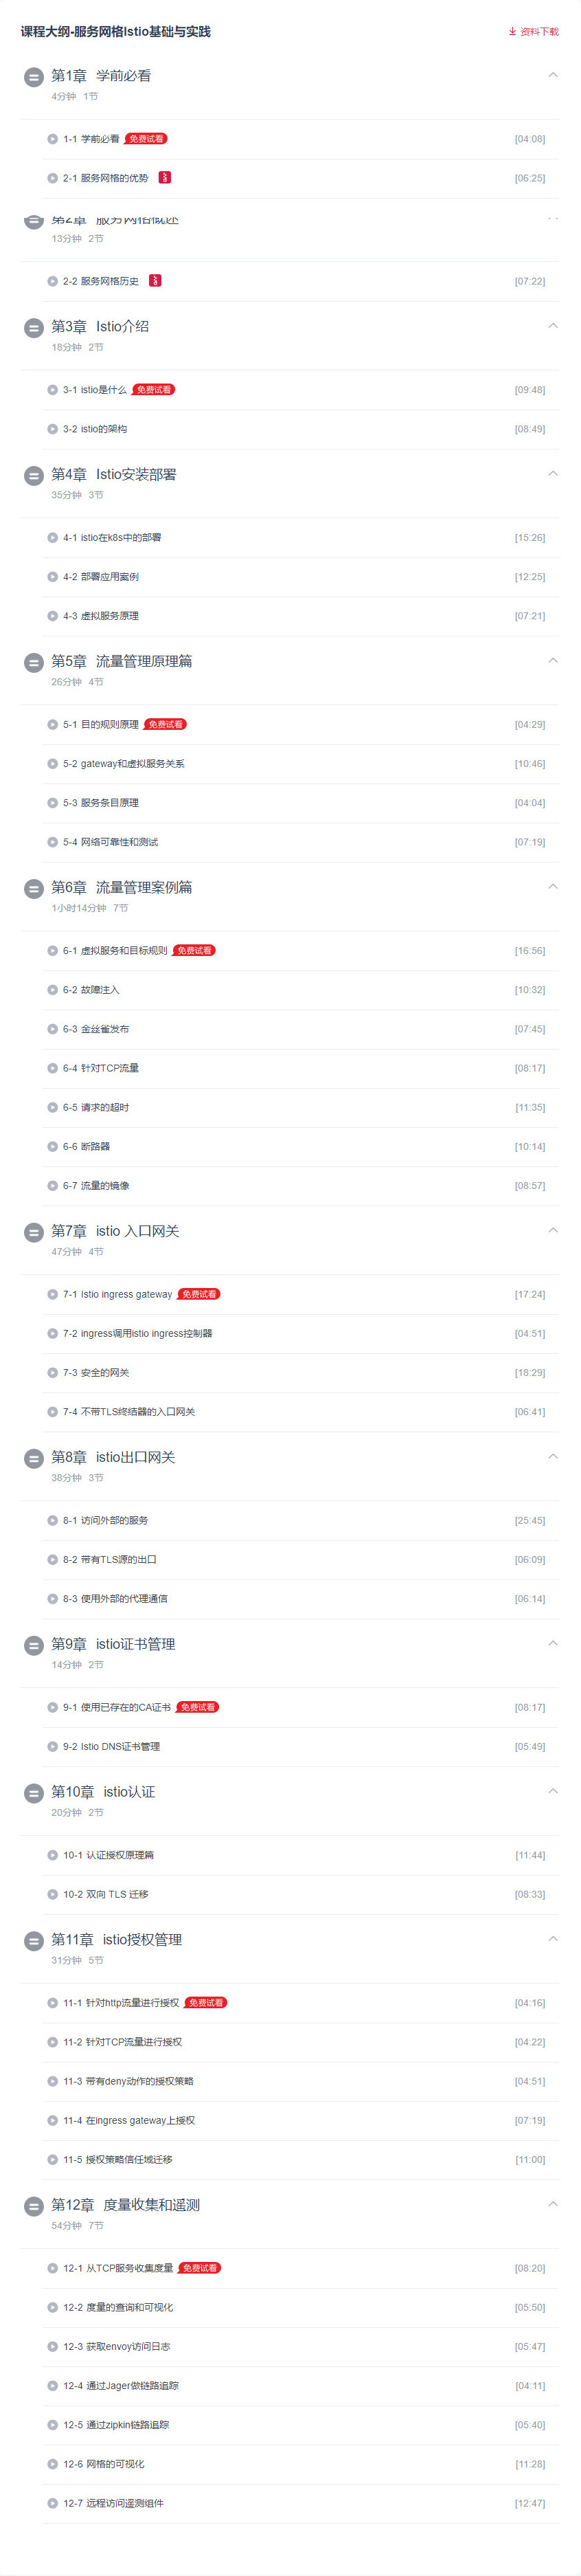 课程大纲-服务网格Istio基础与实践
资料下载
第1章 学前必看
4分钟 1节
1-1 学前必看 免费试看 [04:08]
2-1 服务网格的优势 [06:25]
第2章 服务网格概述
13分钟 2节
2-2 服务网格历史 [07:22]
第3章 Istio介绍
18分钟 2节
3-1 istio是什么 免费试看 [09:48]
3-2 istio的架构 [08:49]
第4章 Istio安装部署
35分钟 3节
4-1 istio在k8s中的部署 [15:26]
4-2 部署应用案例 [12:25]
4-3 虚拟服务原理 [07:21]
第5章 流量管理原理篇
26分钟 4节
5-1 目的规则原理 免费试看 [04:29]
5-2 gateway和虚拟服务关系 [10:46]
5-3 服务条目原理 [04:04]
5-4 网络可靠性和测试 [07:19]
第6章 流量管理案例篇
1小时14分钟 7节
6-1 虚拟服务和目标规则 免费试看 [16:56]
6-2 故障注入 [10:32]
6-3 金丝雀发布 [07:45]
6-4 针对TCP流量 [08:17]
6-5 请求的超时 [11:35]
6-6 断路器 [10:14]
6-7 流量的镜像 [08:57]
第7章 istio 入口网关
47分钟 4节
7-1 Istio ingress gateway 免费试看 [17:24]
7-2 ingress调用istio ingress控制器 [04:51]
7-3 安全的网关 [18:29]
7-4 不带TLS终结器的入口网关 [06:41]
第8章 istio出口网关
38分钟 3节
8-1 访问外部的服务 [25:45]
8-2 带有TLS源的出口 [06:09]
8-3 使用外部的代理通信 [06:14]
第9章 istio证书管理
14分钟 2节
9-1 使用已存在的CA证书 免费试看 [08:17]
9-2 Istio DNS证书管理 [05:49]
第10章 istio认证
20分钟 2节
10-1 认证授权原理篇 [11:44]
10-2 双向 TLS 迁移 [08:33]
第11章 istio授权管理
31分钟 5节
11-1 针对http流量进行授权 免费试看 [04:16]
11-2 针对TCP流量进行授权 [04:22]
11-3 带有deny动作的授权策略 [04:51]
11-4 在ingress gateway上授权 [07:19]
11-5 授权策略信任域迁移 [11:00]
第12章 度量收集和遥测
54分钟 7节
12-1 从TCP服务收集度量 免费试看 [08:20]
12-2 度量的查询和可视化 [05:50]
12-3 获取envoy访问日志 [05:47]
12-4 通过Jager做链路追踪 [04:11]
12-5 通过zipkin链路追踪 [05:40]
12-6 网格的可视化 [11:28]
12-7 远程访问遥测组件 [12:47]